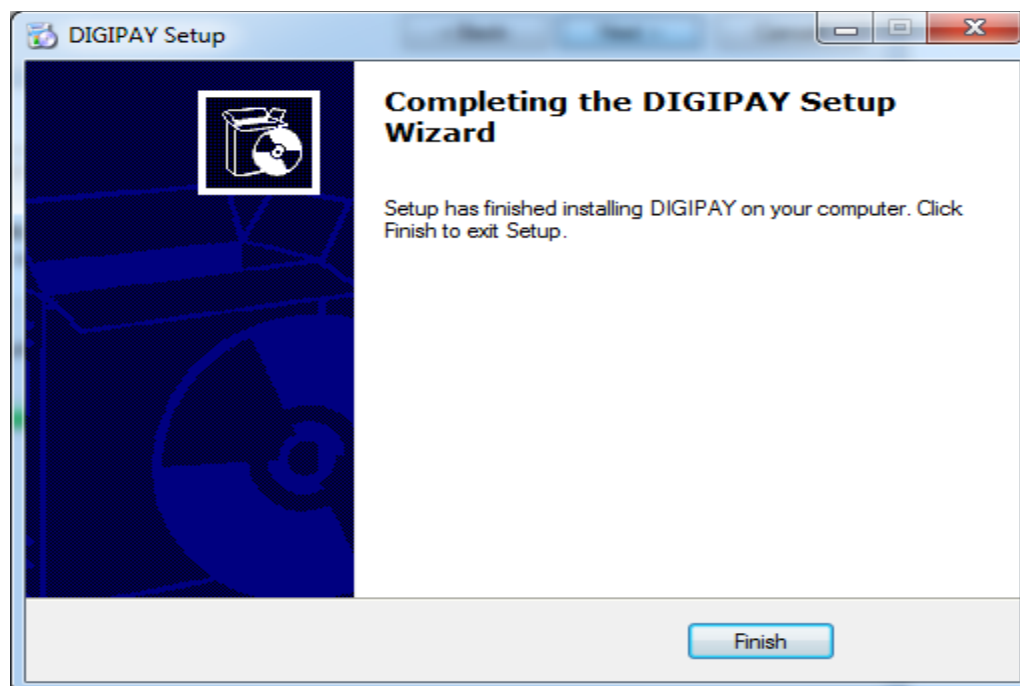 DIGIPAY Setup
Completing the DIGIPAY Setup
Wizard
Setup has finished installing DIGIPAY on your computer. Click
Finish to exit Setup.
Finish